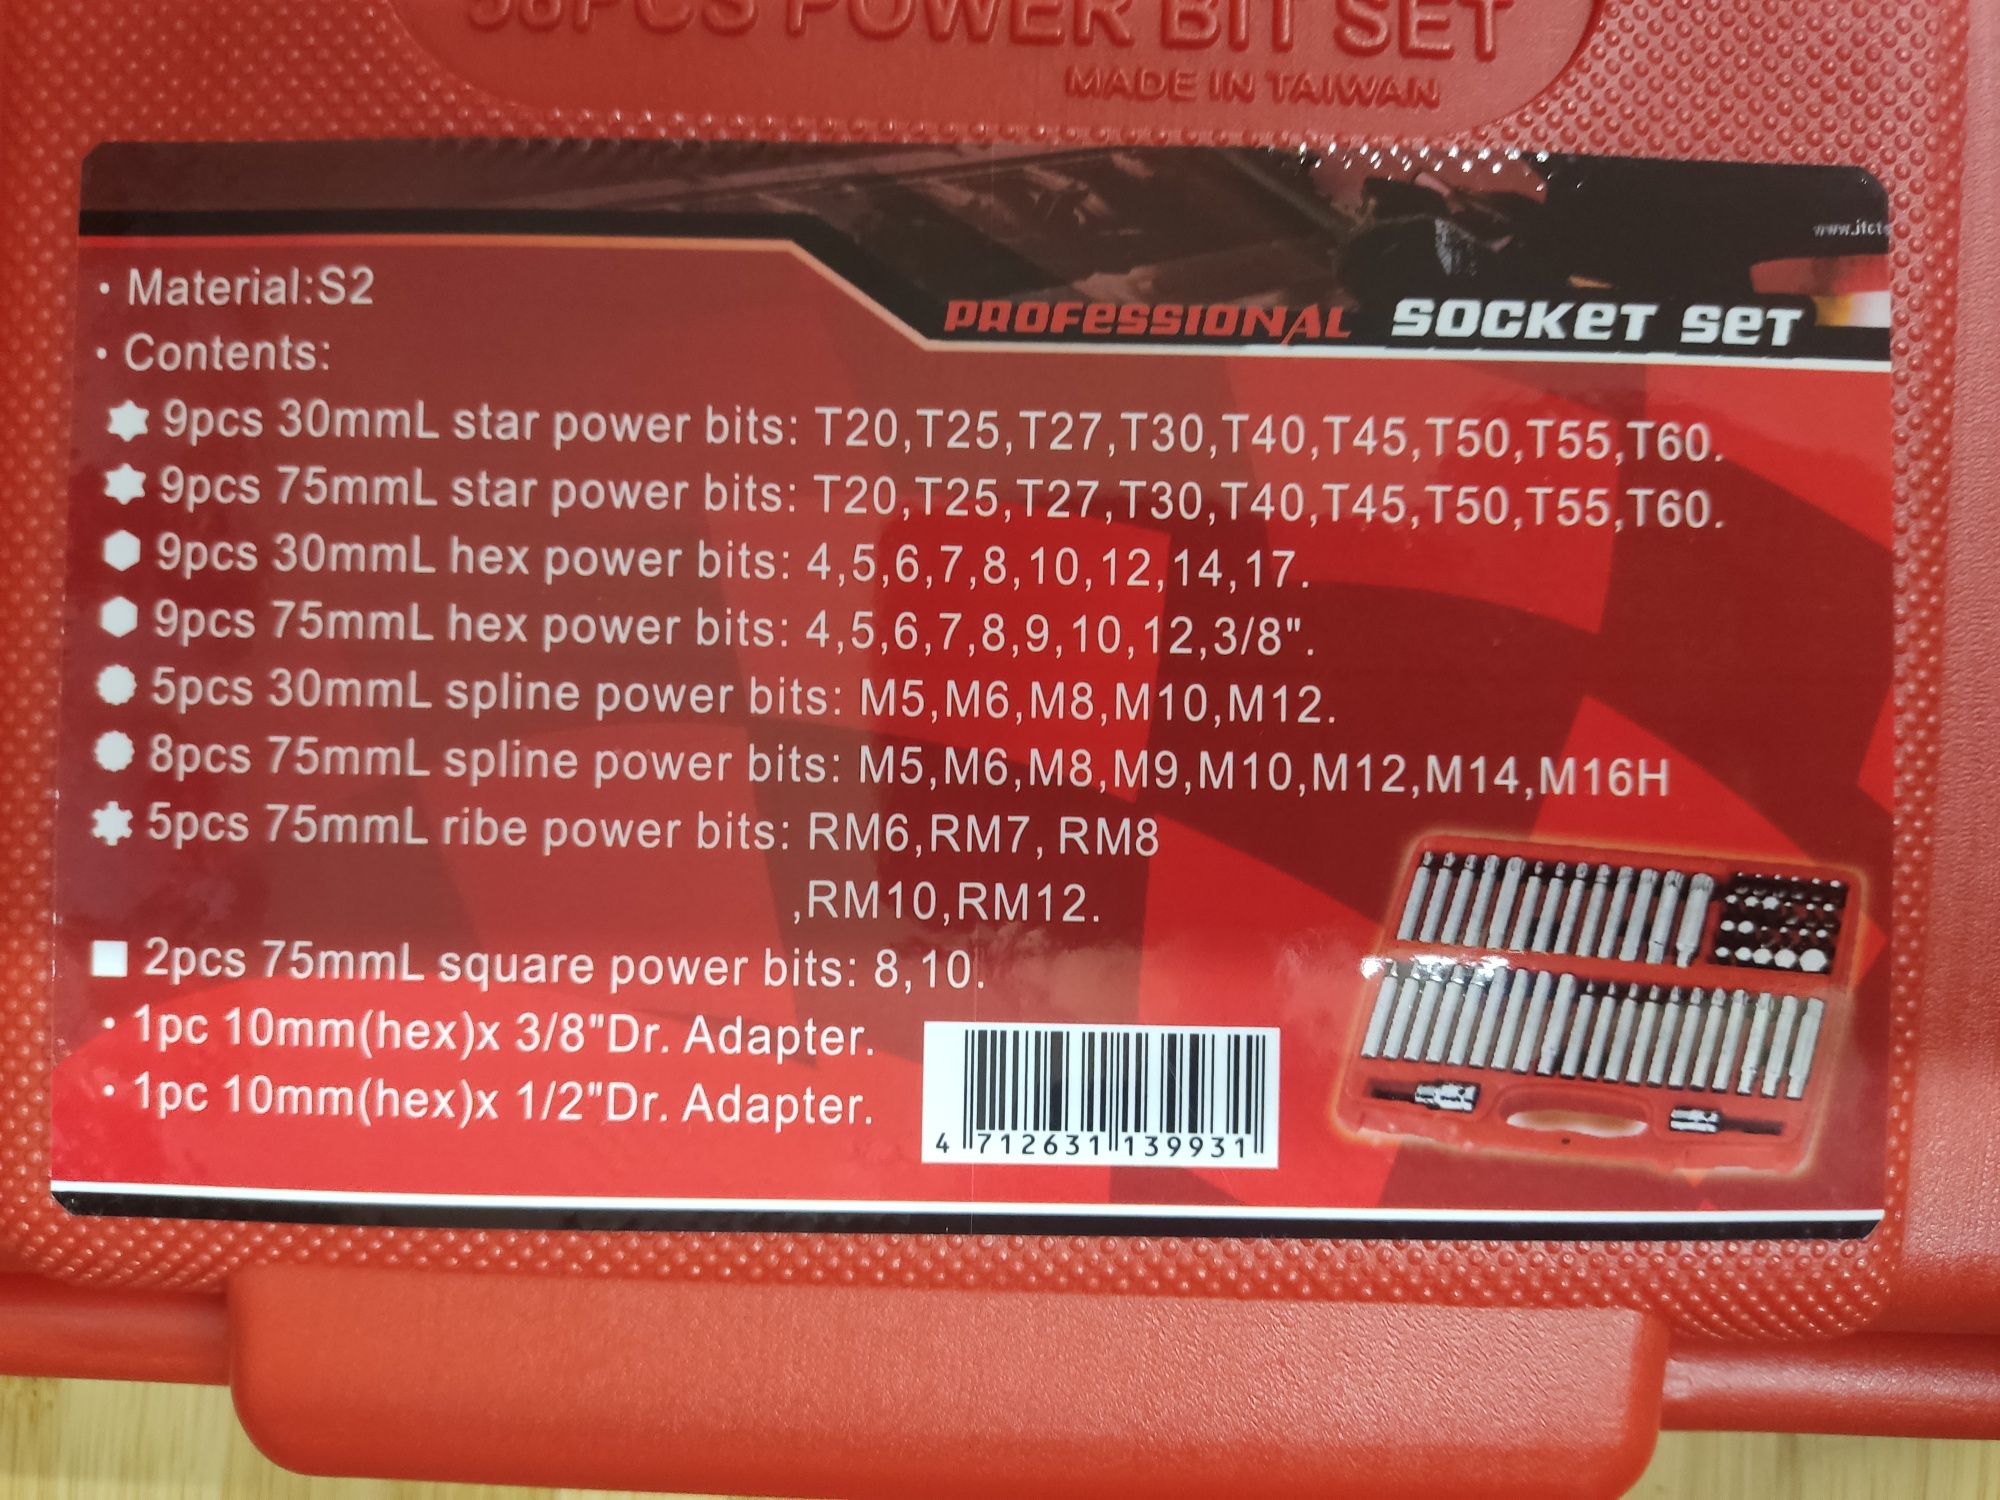 58PCS POWER BIT SET
MADE IN TAIWAN
PROFESSIONAL SOCKET SET
· Material:S2
· Contents:
9pcs 30mmL star power bits: T20,T25,T27,T30,T40,T45,T50,T55,T60.
9pcs 75mmL star power bits: T20,T25,T27,T30,T40,T45,T50,T55,T60.
9pcs 30mmL hex power bits: 4,5,6,7,8,10,12,14,17.
9pcs 75mmL hex power bits: 4,5,6,7,8,9,10,12,3/8".
5pcs 30mmL spline power bits: M5,M6,M8,M10,M12.
8pcs 75mmL spline power bits: M5,M6,M8,M9,M10,M12,M14,M16H
5pcs 75mmL ribe power bits: RM6,RM7, RM8
,RM10,RM12.
2pcs 75mmL square power bits: 8,10.
· 1pc 10mm(hex)x 3/8"Dr. Adapter.
· 1pc 10mm(hex)x 1/2"Dr. Adapter.
4 712631 139931